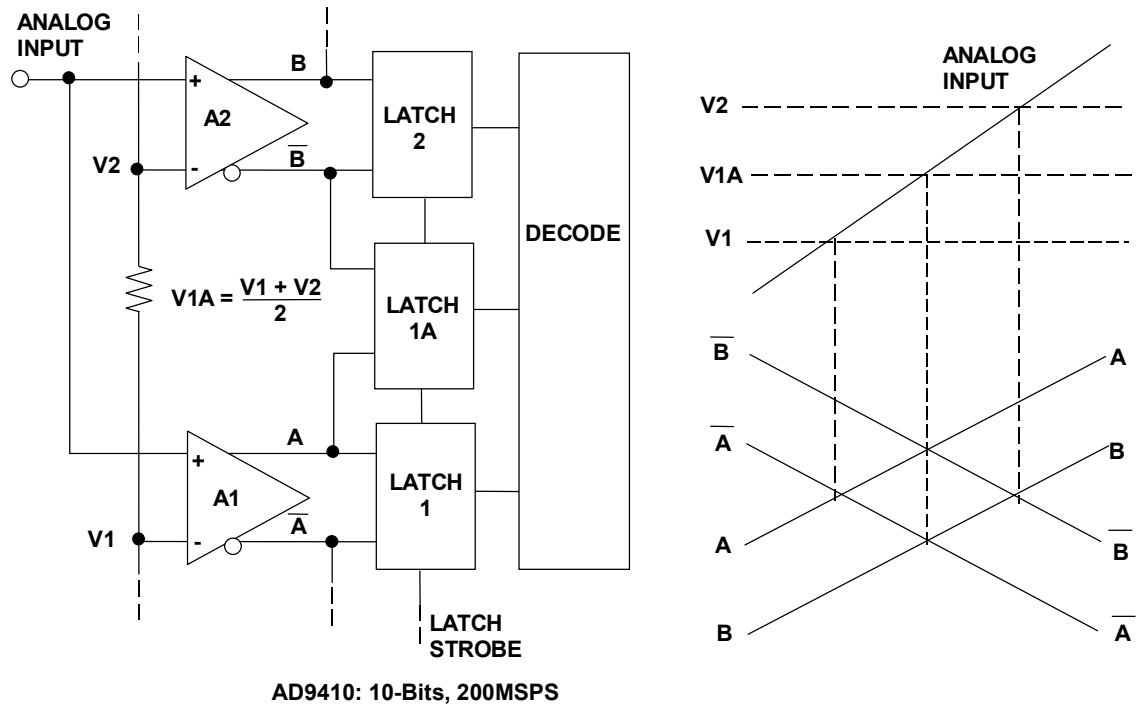 ANALOG
INPUT
B
+
A2
-
B̅
V2
LATCH
2
DECODE
V1A = V1 + V2
2
LATCH
1A
A
+
A1
-
A̅
V1
LATCH
1
LATCH
STROBE
AD9410: 10-Bits, 200MSPS
ANALOG
INPUT
V2
V1A
V1
B̅
A
A̅
B
A
B̅
B
A̅